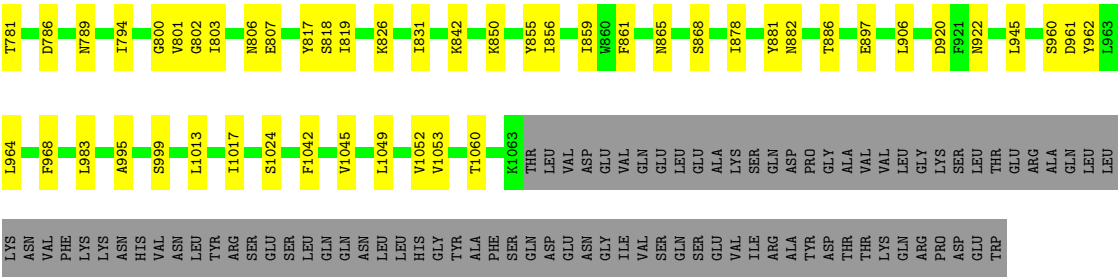 T781 D786 N789 I794 G800 V801 G802 I803 N806 E807 Y817 S818 I819 K826 I831 K842 K850 Y855 I856 I859 W860 F861 N865 S868 I878 Y881 N882 T886 E897 L906 D920 F921 N922 L945 S960 D961 Y962 L963
L964 F968 L983 A995 S999 L1013 I1017 S1024 F1042 V1045 L1049 V1052 V1053 T1060 K1063 THR LEU VAL ASP GLU VAL GLN GLU LEU GLU ALA LYS SER GLN ASP PRO GLY ALA VAL VAL LEU GLY LYS SER LEU THR GLU ARG ALA GLN LEU LEU
LYS ASN VAL PHE LYS LYS ASN HIS VAL ASN LEU TYR ARG SER GLU SER LEU GLN GLN ASN LEU LEU HIS GLY TYR ALA PHE SER GLN ASP GLU ASN GLY ILE VAL SER GLN SER GLU VAL ILE ARG ALA TYR ASP THR THR LYS GLN ARG PRO ASP GLU TRP